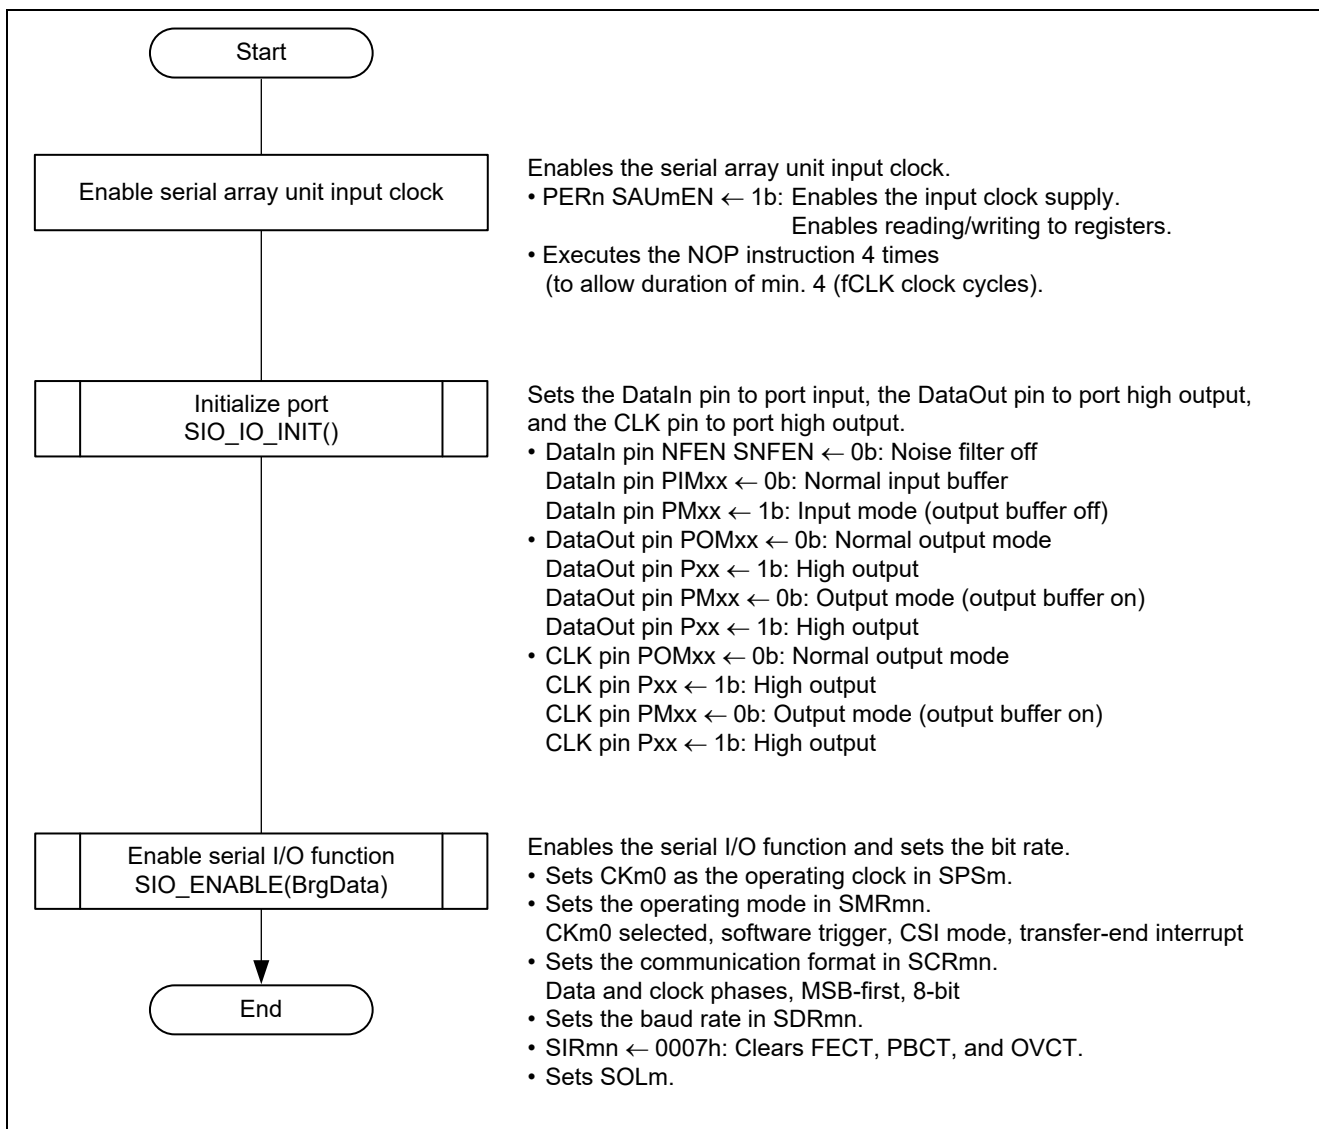 Start
Enable serial array unit input clock
Enables the serial array unit input clock.
• PERn SAUmEN ← 1b: Enables the input clock supply.
Enables reading/writing to registers.
• Executes the NOP instruction 4 times
(to allow duration of min. 4 (fCLK clock cycles).
Initialize port
SIO_IO_INIT()
Sets the DataIn pin to port input, the DataOut pin to port high output,
and the CLK pin to port high output.
• DataIn pin NFEN SNFEN ← 0b: Noise filter off
DataIn pin PIMxx ← 0b: Normal input buffer
DataIn pin PMxx ← 1b: Input mode (output buffer off)
• DataOut pin POMxx ← 0b: Normal output mode
DataOut pin Pxx ← 1b: High output
DataOut pin PMxx ← 0b: Output mode (output buffer on)
DataOut pin Pxx ← 1b: High output
• CLK pin POMxx ← 0b: Normal output mode
CLK pin Pxx ← 1b: High output
CLK pin PMxx ← 0b: Output mode (output buffer on)
CLK pin Pxx ← 1b: High output
Enable serial I/O function
SIO_ENABLE(BrgData)
Enables the serial I/O function and sets the bit rate.
• Sets CKm0 as the operating clock in SPSm.
• Sets the operating mode in SMRmn.
CKm0 selected, software trigger, CSI mode, transfer-end interrupt
• Sets the communication format in SCRmn.
Data and clock phases, MSB-first, 8-bit
• Sets the baud rate in SDRmn.
• SIRmn ← 0007h: Clears FECT, PBCT, and OVCT.
• Sets SOLm.
End